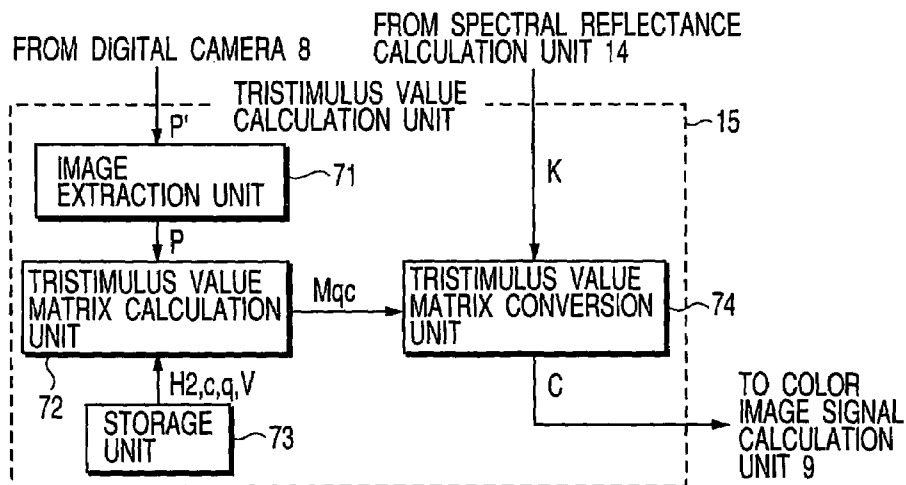 FROM DIGITAL CAMERA 8
FROM SPECTRAL REFLECTANCE
CALCULATION UNIT 14
TRISTIMULUS VALUE
CALCULATION UNIT
15
P'
IMAGE
EXTRACTION UNIT
71
K
P
TRISTIMULUS VALUE
MATRIX CALCULATION
UNIT
Mqc
TRISTIMULUS VALUE
MATRIX CONVERSION
UNIT
74
72
H2,c,q,V
C
STORAGE
UNIT
73
TO COLOR
IMAGE SIGNAL
CALCULATION
UNIT 9